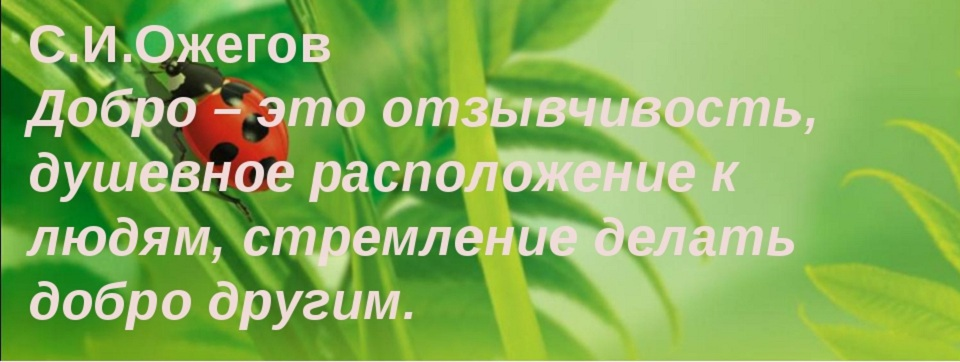 С.И.Ожегов
Добро – это отзывчивость,
душевное расположение к
людям, стремление делать
добро другим.